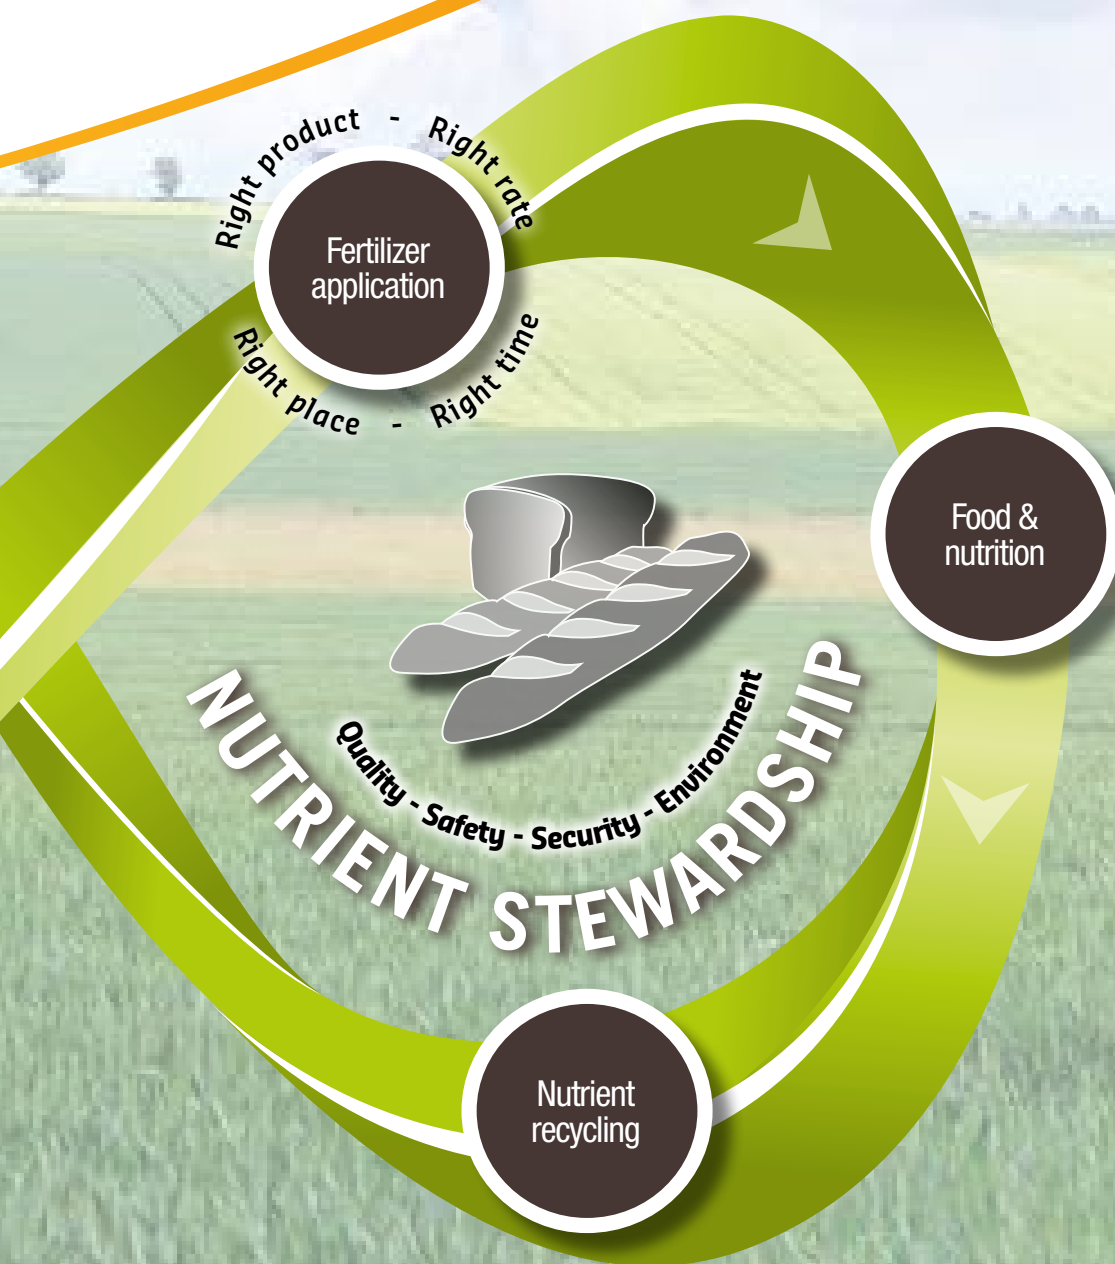 Right product - Right rate
Fertilizer
application
Right place - Right time
Food &
nutrition
Quality - Safety - Security - Environment
NUTRIENT STEWARDSHIP
Nutrient
recycling